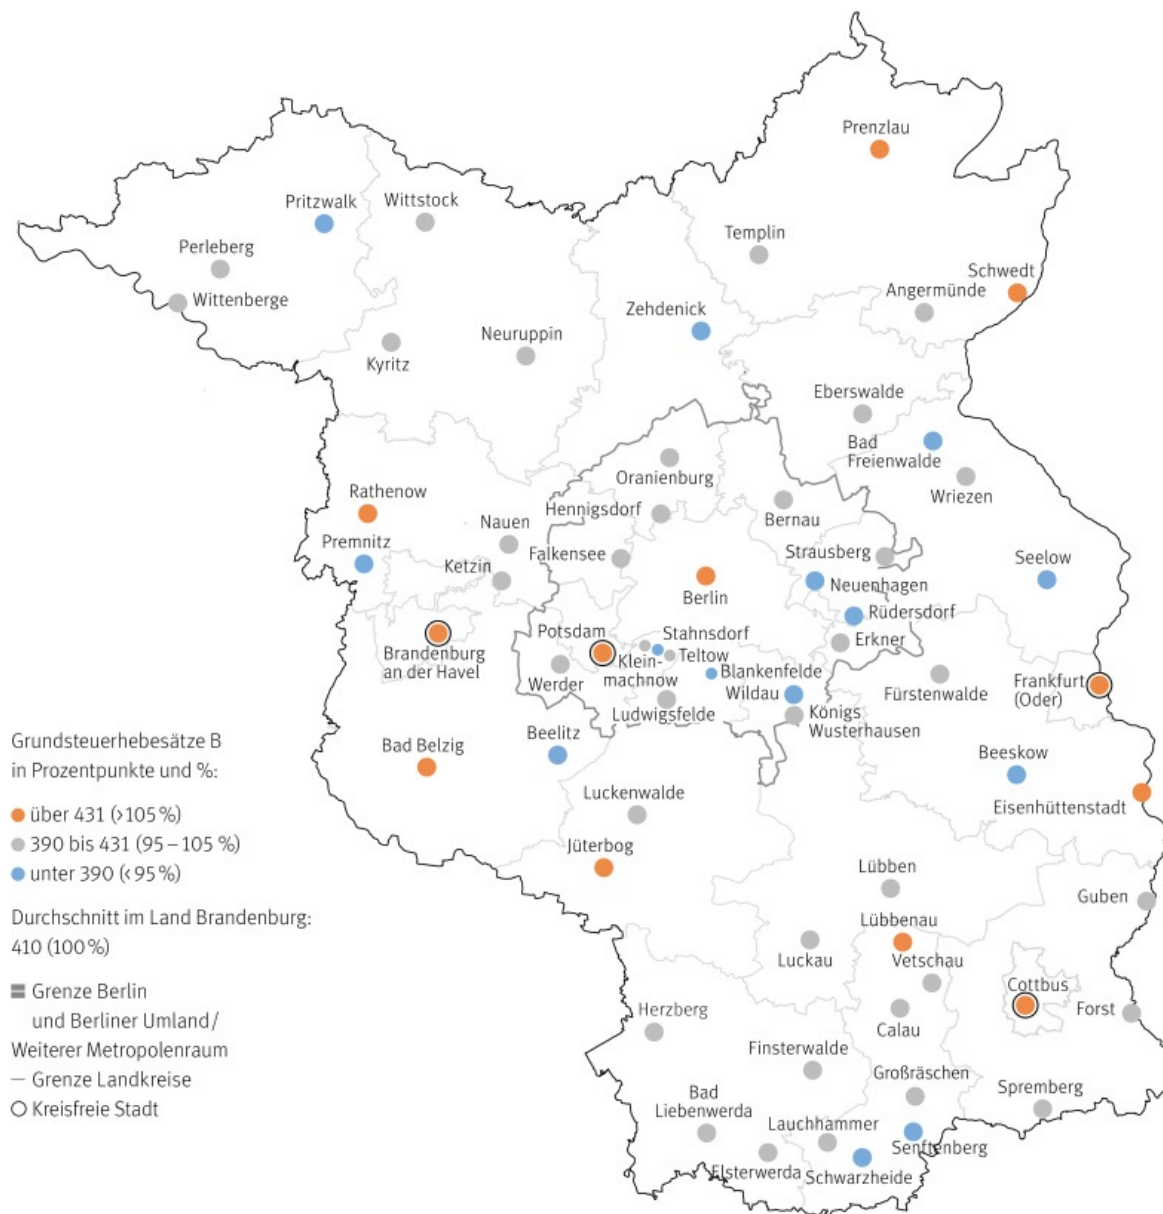 Prenzlau
Pritzwalk
Wittstock
Templin
Perleberg
Schwedt
Angermünde
Wittenberge
Zehdenick
Neuruppin
Kyritz
Eberswalde
Bad
Freienwalde
Oranienburg
Wriezen
Rathenow
Hennigsdorf
Nauen
Bernau
Premnitz
Falkensee
Strausberg
Seelow
Ketzin
Neuenhagen
Berlin
Rüdersdorf
Potsdam
Stahnsdorf
Erkner
Brandenburg
an der Havel
Klein-
machnow
Teltow
Blankenfelde
Werder
Wildau
Fürstenwalde
Frankfurt
(Oder)
Ludwigsfelde
Königs
Wusterhausen
Beelitz
Bad Belzig
Beeskow
Luckenwalde
Eisenhüttenstadt
Jüterbog
Lübben
Guben
Lübbenau
Luckau
Vetschau
Cottbus
Herzberg
Calau
Forst
Finsterwalde
Großräschen
Spremberg
Bad
Liebenwerda
Lauchhammer
Senftenberg
Elsterwerda
Schwarzheide
Grundsteuerhebesätze B
in Prozentpunkte und %:
über 431 (>105 %)
390 bis 431 (95 – 105 %)
unter 390 (< 95 %)
Durchschnitt im Land Brandenburg:
410 (100 %)
Grenze Berlin
und Berliner Umland/
Weiterer Metropolenraum
Grenze Landkreise
Kreisfreie Stadt